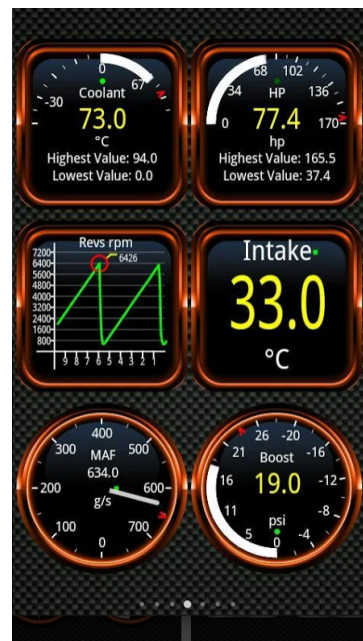 0
67
-30
Coolant
73.0
°C
Highest Value: 94.0
Lowest Value: 0.0
68 102
34 136
HP
0 77.4 170
hp
Highest Value: 165.5
Lowest Value: 37.4
Revs rpm
7200
6426
6400
5600
4800
4000
3200
2400
1600
800
9 8 7 6 5 4 3 2 1
Intake
33.0
°C
400
300 500
MAF
634.0
200 600
g/s
100 700
0
26 -20
21 -16
Boost
16 19.0 -12
11 -8
psi
5 -4
0